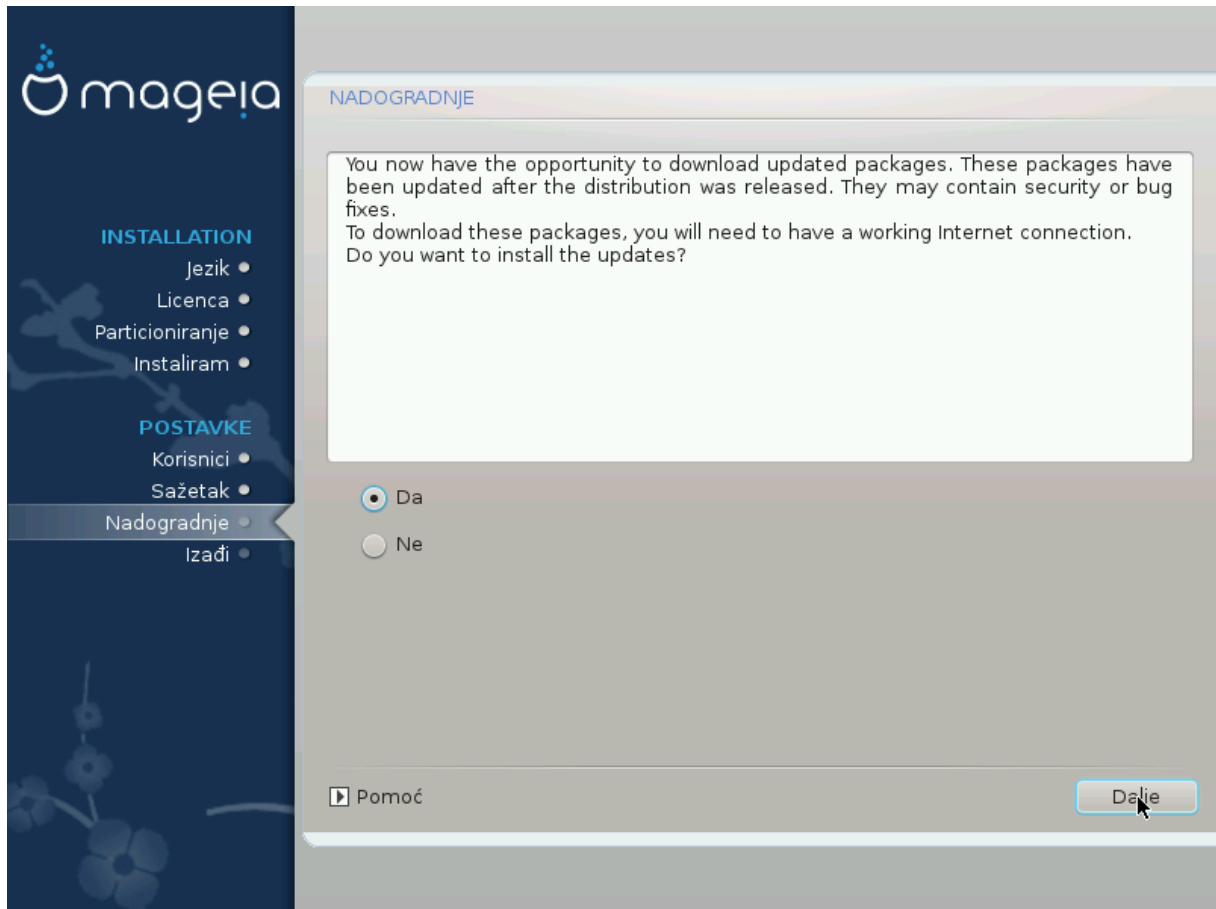 mageia
INSTALLATION
Jezik
Licenca
Particioniranje
Instaliram
POSTAVKE
Korisnici
Sažetak
Nadogradnje
Izađi
NADOGRADNJE
You now have the opportunity to download updated packages. These packages have
been updated after the distribution was released. They may contain security or bug
fixes.
To download these packages, you will need to have a working Internet connection.
Do you want to install the updates?
Da
Ne
Pomoć
Dalje